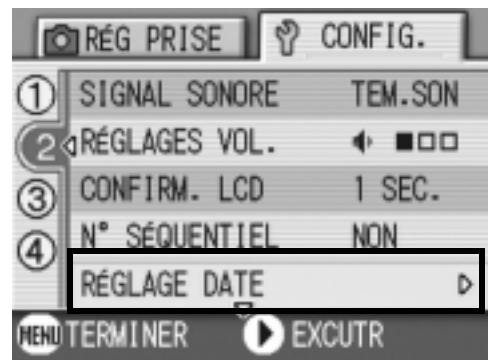 RÉG PRISE CONFIG.
1 SIGNAL SONORE TEM.SON
2 RÉGLAGES VOL.
3 CONFIRM. LCD 1 SEC.
4 N° SÉQUENTIEL NON
RÉGLAGE DATE
MENU TERMINER EXCUTR